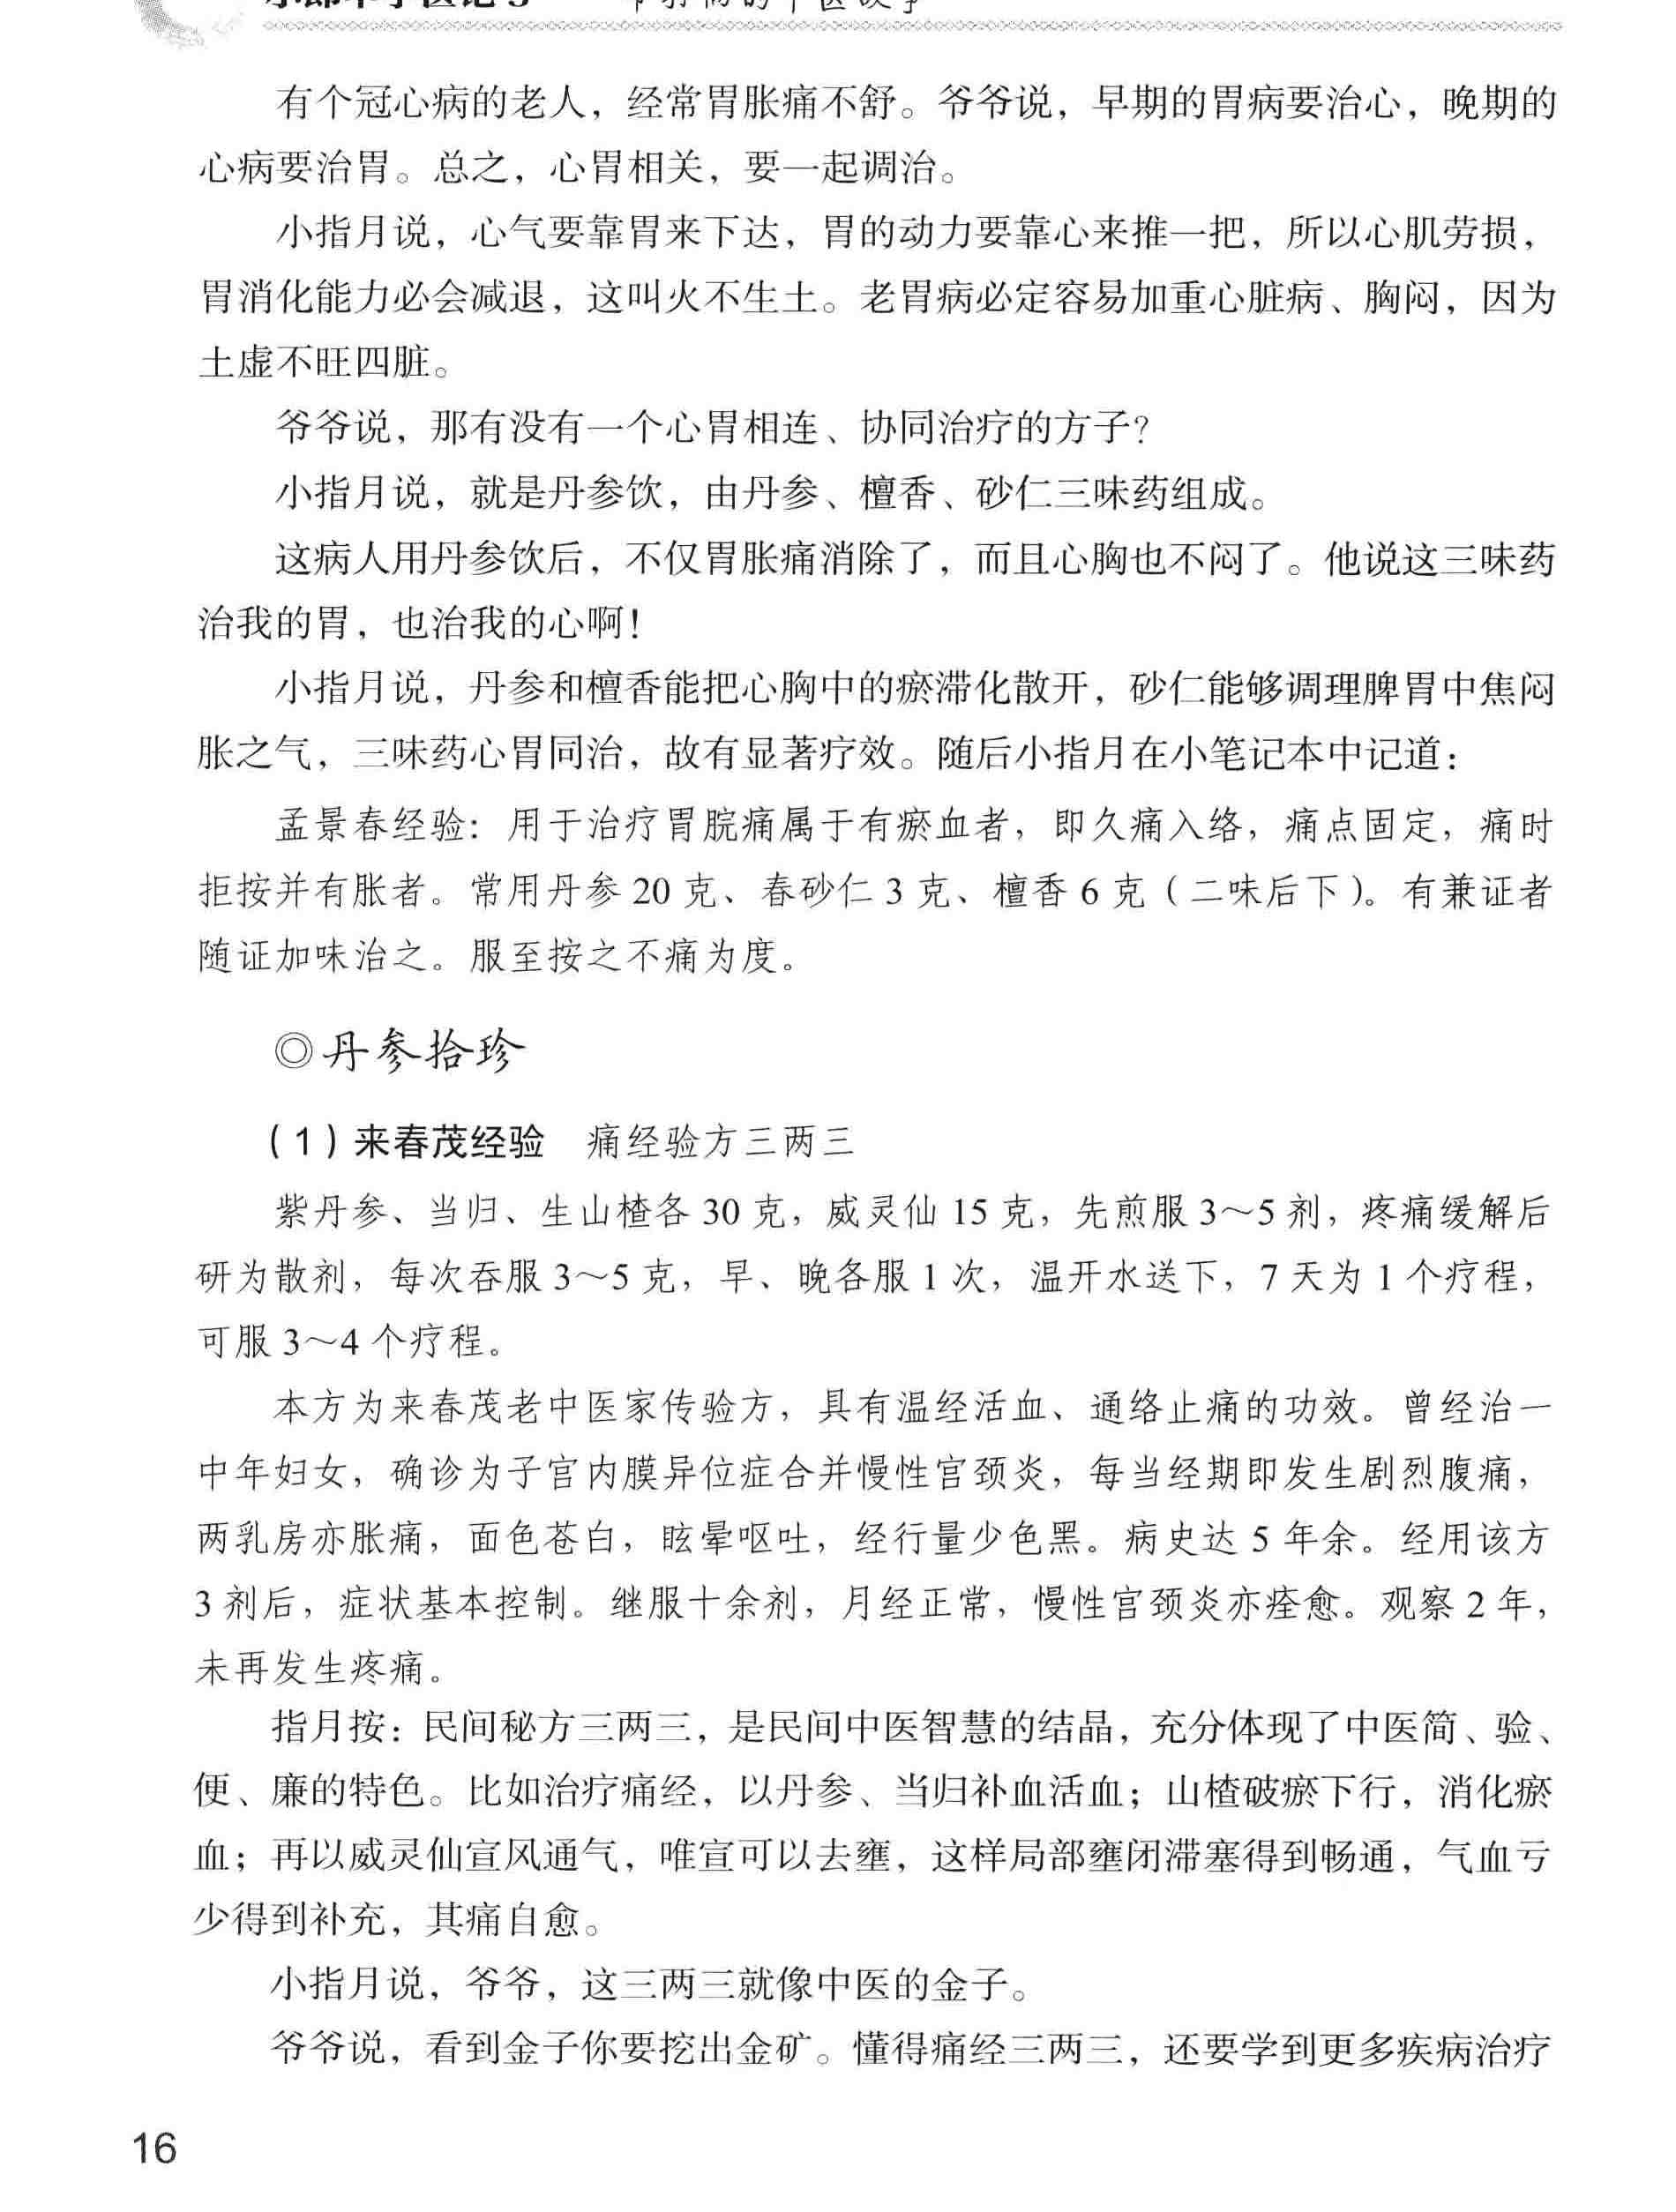 有个冠心病的老人，经常胃胀痛不舒。爷爷说，早期的胃病要治心，晚期的
心病要治胃。总之，心胃相关，要一起调治。
小指月说，心气要靠胃来下达，胃的动力要靠心来推一把，所以心肌劳损，
胃消化能力必会减退，这叫火不生土。老胃病必定容易加重心脏病、胸闷，因为
土虚不旺四脏。
爷爷说，那有没有一个心胃相连、协同治疗的方子？
小指月说，就是丹参饮，由丹参、檀香、砂仁三味药组成。
这病人用丹参饮后，不仅胃胀痛消除了，而且心胸也不闷了。他说这三味药
治我的胃，也治我的心啊！
小指月说，丹参和檀香能把心胸中的瘀滞化散开，砂仁能够调理脾胃中焦闷
胀之气，三味药心胃同治，故有显著疗效。随后小指月在小笔记本中记道：
孟景春经验：用于治疗胃脘痛属于有瘀血者，即久痛入络，痛点固定，痛时
拒按并有胀者。常用丹参 20 克、春砂仁 3 克、檀香 6 克（二味后下）。有兼证者
随证加味治之。服至按之不痛为度。
◎丹参拾珍
（1）来春茂经验　痛经验方三两三
紫丹参、当归、生山楂各 30 克，威灵仙 15 克，先煎服 3～5 剂，疼痛缓解后
研为散剂，每次吞服 3～5 克，早、晚各服 1 次，温开水送下，7 天为 1 个疗程，
可服 3～4 个疗程。
本方为来春茂老中医家传验方，具有温经活血、通络止痛的功效。曾经治一
中年妇女，确诊为子宫内膜异位症合并慢性宫颈炎，每当经期即发生剧烈腹痛，
两乳房亦胀痛，面色苍白，眩晕呕吐，经行量少色黑。病史达 5 年余。经用该方
3 剂后，症状基本控制。继服十余剂，月经正常，慢性宫颈炎亦痊愈。观察 2 年，
未再发生疼痛。
指月按：民间秘方三两三，是民间中医智慧的结晶，充分体现了中医简、验、
便、廉的特色。比如治疗痛经，以丹参、当归补血活血；山楂破瘀下行，消化瘀
血；再以威灵仙宣风通气，唯宣可以去壅，这样局部壅闭滞塞得到畅通，气血亏
少得到补充，其痛自愈。
小指月说，爷爷，这三两三就像中医的金子。
爷爷说，看到金子你要挖出金矿。懂得痛经三两三，还要学到更多疾病治疗
16